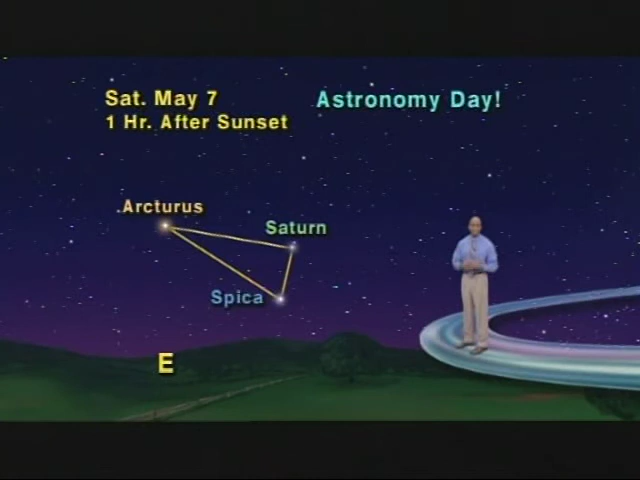 Sat. May 7
1 Hr. After Sunset
Astronomy Day!
Arcturus
Saturn
Spica
E